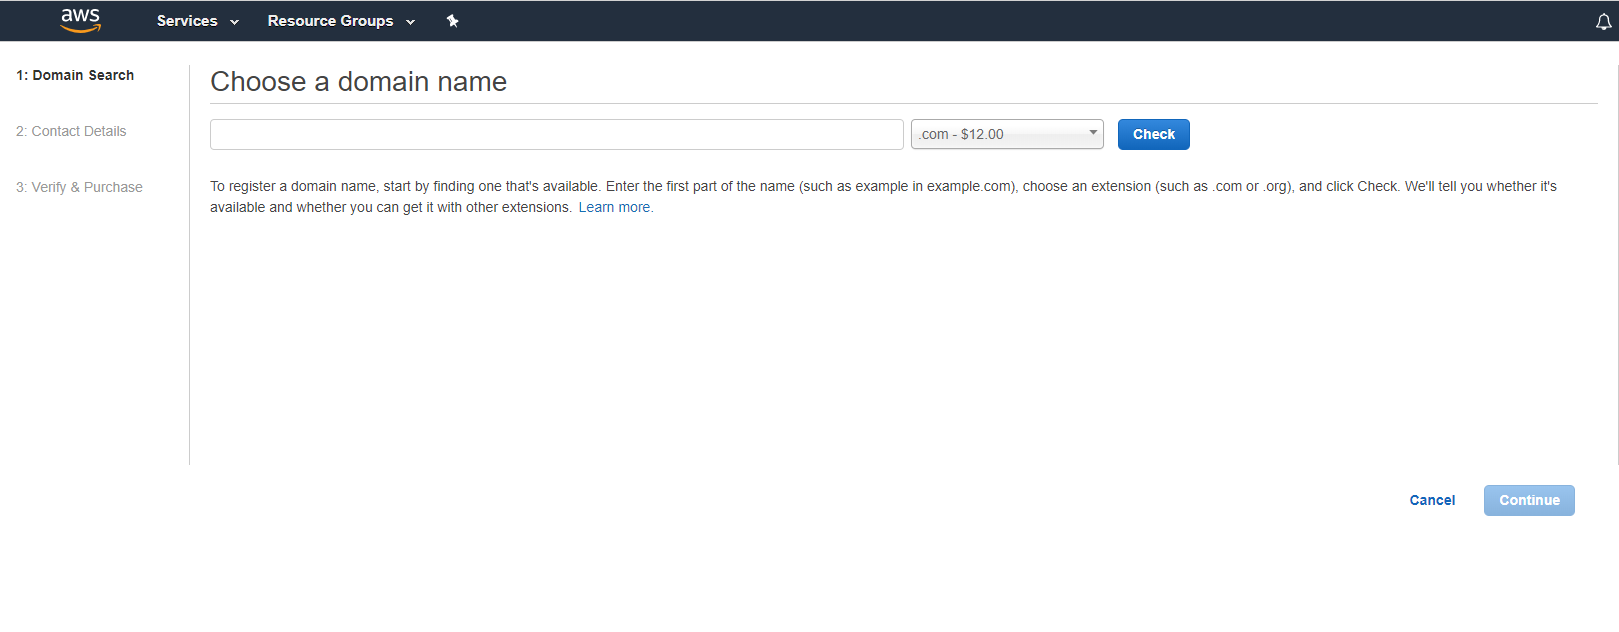 aws Services Resource Groups
1: Domain Search
2: Contact Details
3: Verify & Purchase
Choose a domain name
.com - $12.00 Check
To register a domain name, start by finding one that's available. Enter the first part of the name (such as example in example.com), choose an extension (such as .com or .org), and click Check. We'll tell you whether it's
available and whether you can get it with other extensions. Learn more.
Cancel Continue